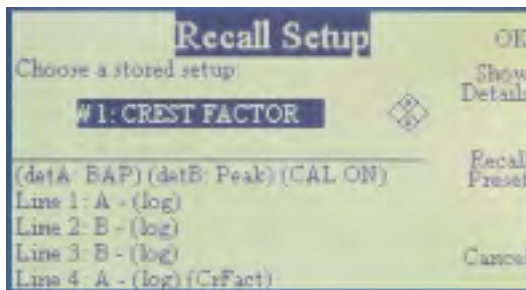 Recall Setup
OK
Choose a stored setup:
Show
Details
#1: CREST FACTOR
(detA: BAP) (detB: Peak) (CAL ON)
Recall
Preset
Line 1: A - (log)
Line 2: B - (log)
Line 3: B - (log)
Cancel
Line 4: A - (log) (CrFact)